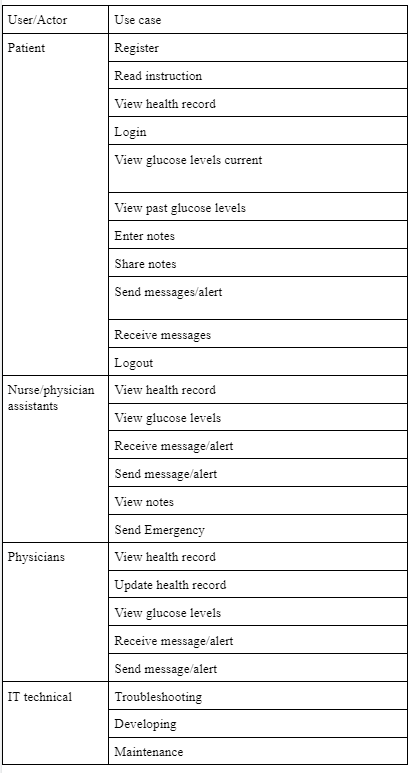 User/Actor Use case
Patient Register
Read instruction
View health record
Login
View glucose levels current
View past glucose levels
Enter notes
Share notes
Send messages/alert
Receive messages
Logout
Nurse/physician View health record
assistants
View glucose levels
Receive message/alert
Send message/alert
View notes
Send Emergency
Physicians View health record
Update health record
View glucose levels
Receive message/alert
Send message/alert
IT technical Troubleshooting
Developing
Maintenance